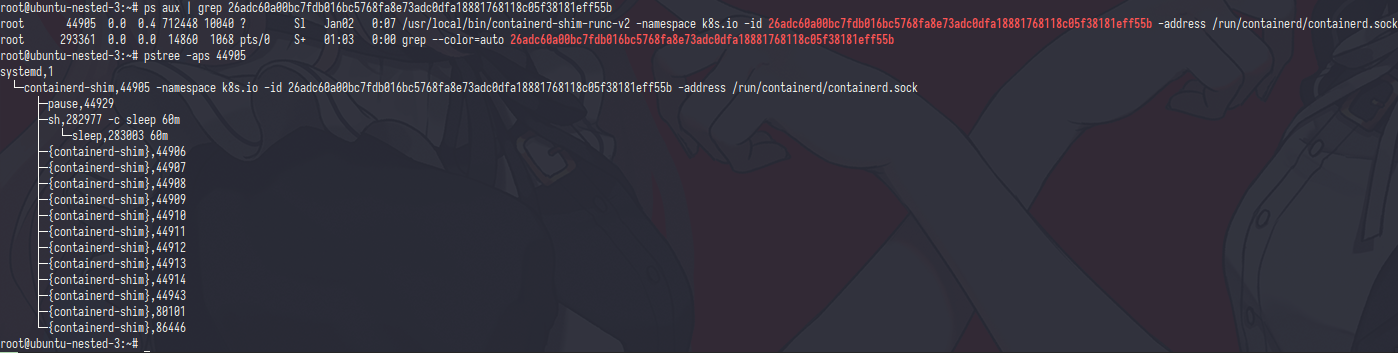 root@ubuntu-nested-3:~# ps aux | grep 26adc60a00bc7fdb016bc5768fa8e73adc0dfa18881768118c05f38181eff55b
root       44905  0.0  0.4 712448 10040 ?        Sl   Jan02   0:07 /usr/local/bin/containerd-shim-runc-v2 -namespace k8s.io -id 26adc60a00bc7fdb016bc5768fa8e73adc0dfa18881768118c05f38181eff55b -address /run/containerd/containerd.sock
root      293361  0.0  0.0  14860  1068 pts/0    S+   01:03   0:00 grep --color=auto 26adc60a00bc7fdb016bc5768fa8e73adc0dfa18881768118c05f38181eff55b
root@ubuntu-nested-3:~# pstree -aps 44905
systemd,1
  └─containerd-shim,44905 -namespace k8s.io -id 26adc60a00bc7fdb016bc5768fa8e73adc0dfa18881768118c05f38181eff55b -address /run/containerd/containerd.sock
      ├─pause,44929
      ├─sh,282977 -c sleep 60m
      │   └─sleep,283003 60m
      ├─{containerd-shim},44906
      ├─{containerd-shim},44907
      ├─{containerd-shim},44908
      ├─{containerd-shim},44909
      ├─{containerd-shim},44910
      ├─{containerd-shim},44911
      ├─{containerd-shim},44912
      ├─{containerd-shim},44913
      ├─{containerd-shim},44914
      ├─{containerd-shim},44943
      ├─{containerd-shim},80101
      └─{containerd-shim},86446
root@ubuntu-nested-3:~#